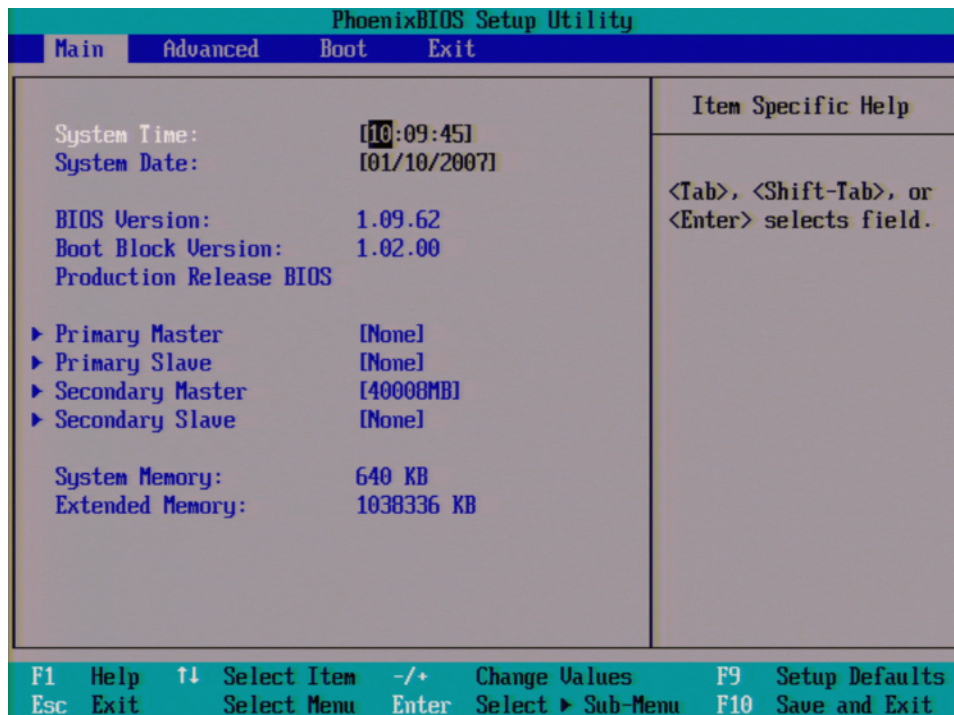 PhoenixBIOS Setup Utility
Main Advanced Boot Exit
Item Specific Help
System Time: [10:09:45]
System Date: [01/10/2007]
<Tab>, <Shift-Tab>, or
<Enter> selects field.
BIOS Version: 1.09.62
Boot Block Version: 1.02.00
Production Release BIOS
▶ Primary Master [None]
▶ Primary Slave [None]
▶ Secondary Master [40008MB]
▶ Secondary Slave [None]
System Memory: 640 KB
Extended Memory: 1038336 KB
F1 Help ↑↓ Select Item -/+ Change Values F9 Setup Defaults
Esc Exit Select Menu Enter Select ▶ Sub-Menu F10 Save and Exit